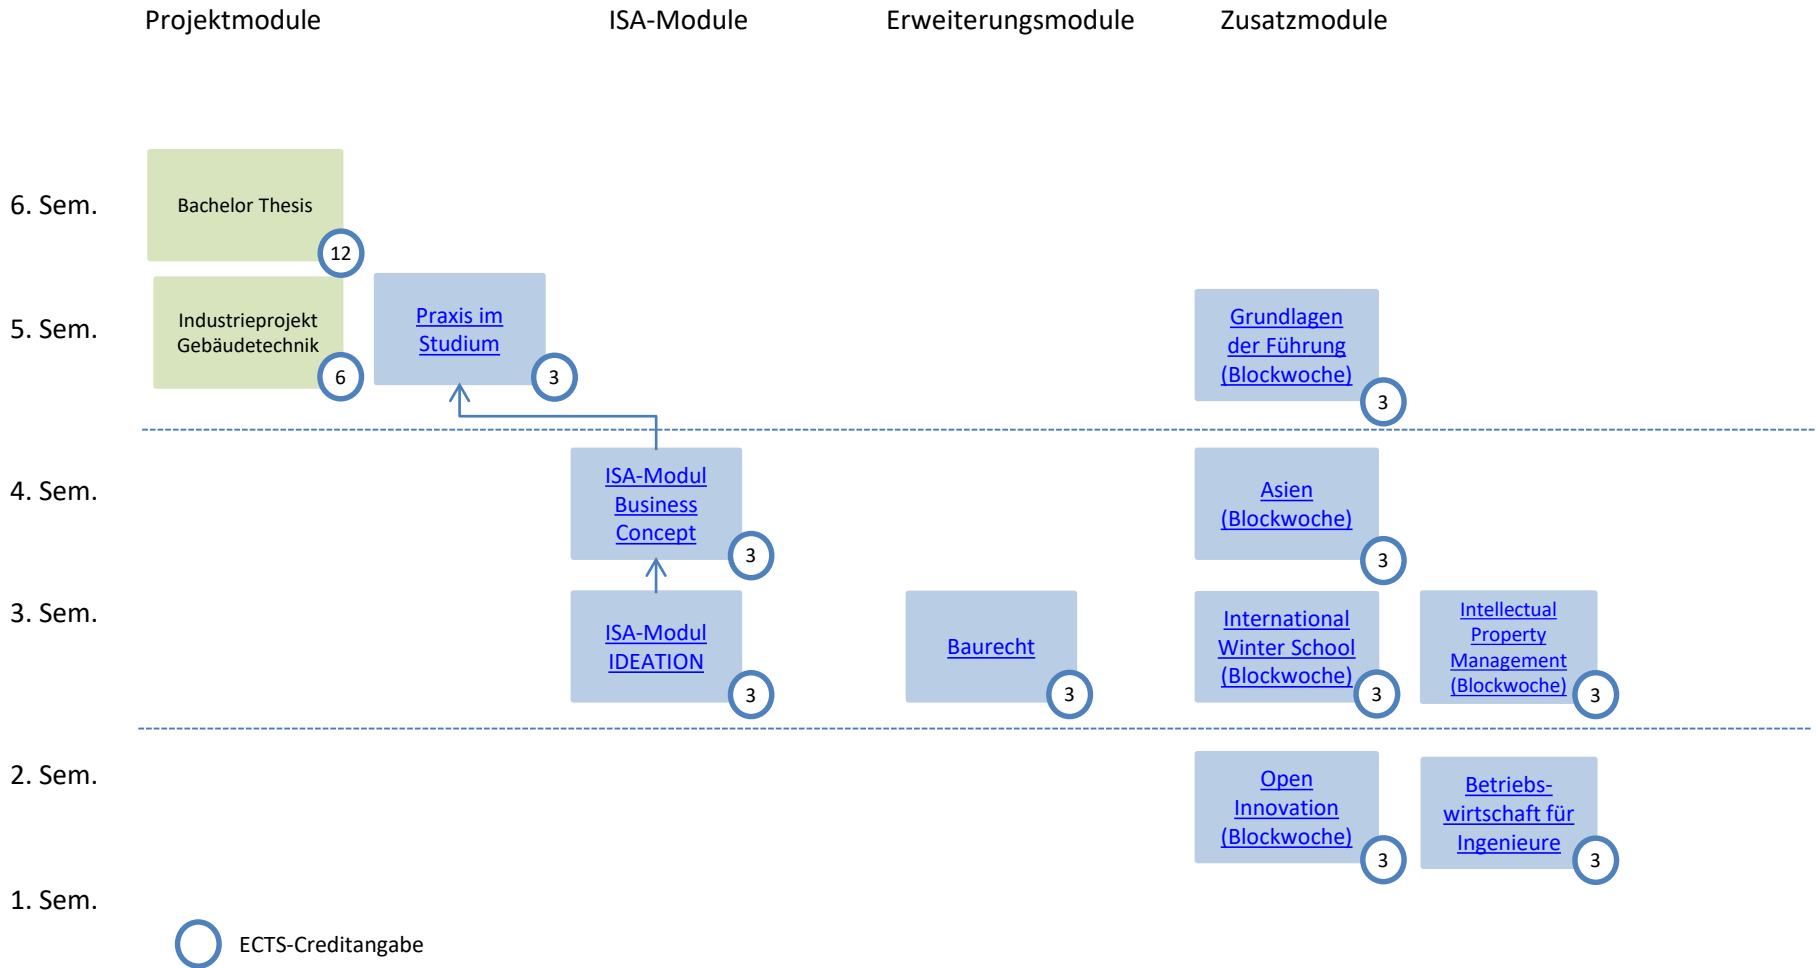 Projektmodule
ISA-Module
Erweiterungsmodule
Zusatzmodule
6. Sem.
Bachelor Thesis
12
5. Sem.
Industrieprojekt
Gebäudetechnik
6
Praxis im
Studium
3
Grundlagen
der Führung
(Blockwoche)
3
4. Sem.
ISA-Modul
Business
Concept
3
Asien
(Blockwoche)
3
3. Sem.
ISA-Modul
IDEATION
3
Baurecht
3
International
Winter School
(Blockwoche)
3
Intellectual
Property
Management
(Blockwoche)
3
2. Sem.
Open
Innovation
(Blockwoche)
3
Betriebs-
wirtschaft für
Ingenieure
3
1. Sem.
ECTS-Creditangabe